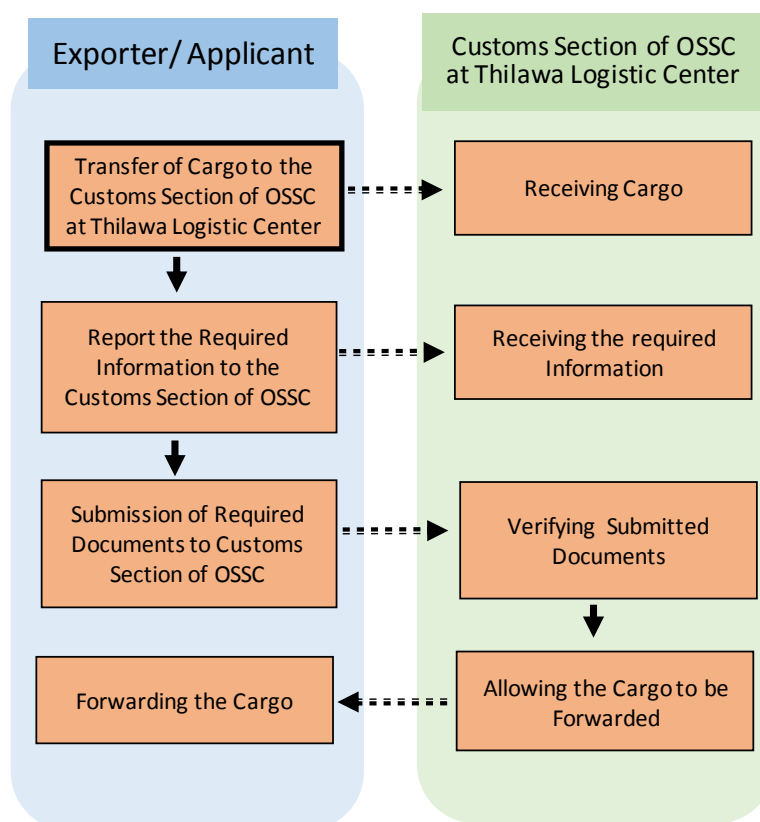 Exporter/ Applicant
Customs Section of OSSC
at Thilawa Logistic Center
Transfer of Cargo to the
Customs Section of OSSC
at Thilawa Logistic Center
Receiving Cargo
Report the Required
Information to the
Customs Section of OSSC
Receiving the required
Information
Submission of Required
Documents to Customs
Section of OSSC
Verifying Submitted
Documents
Forwarding the Cargo
Allowing the Cargo to be
Forwarded